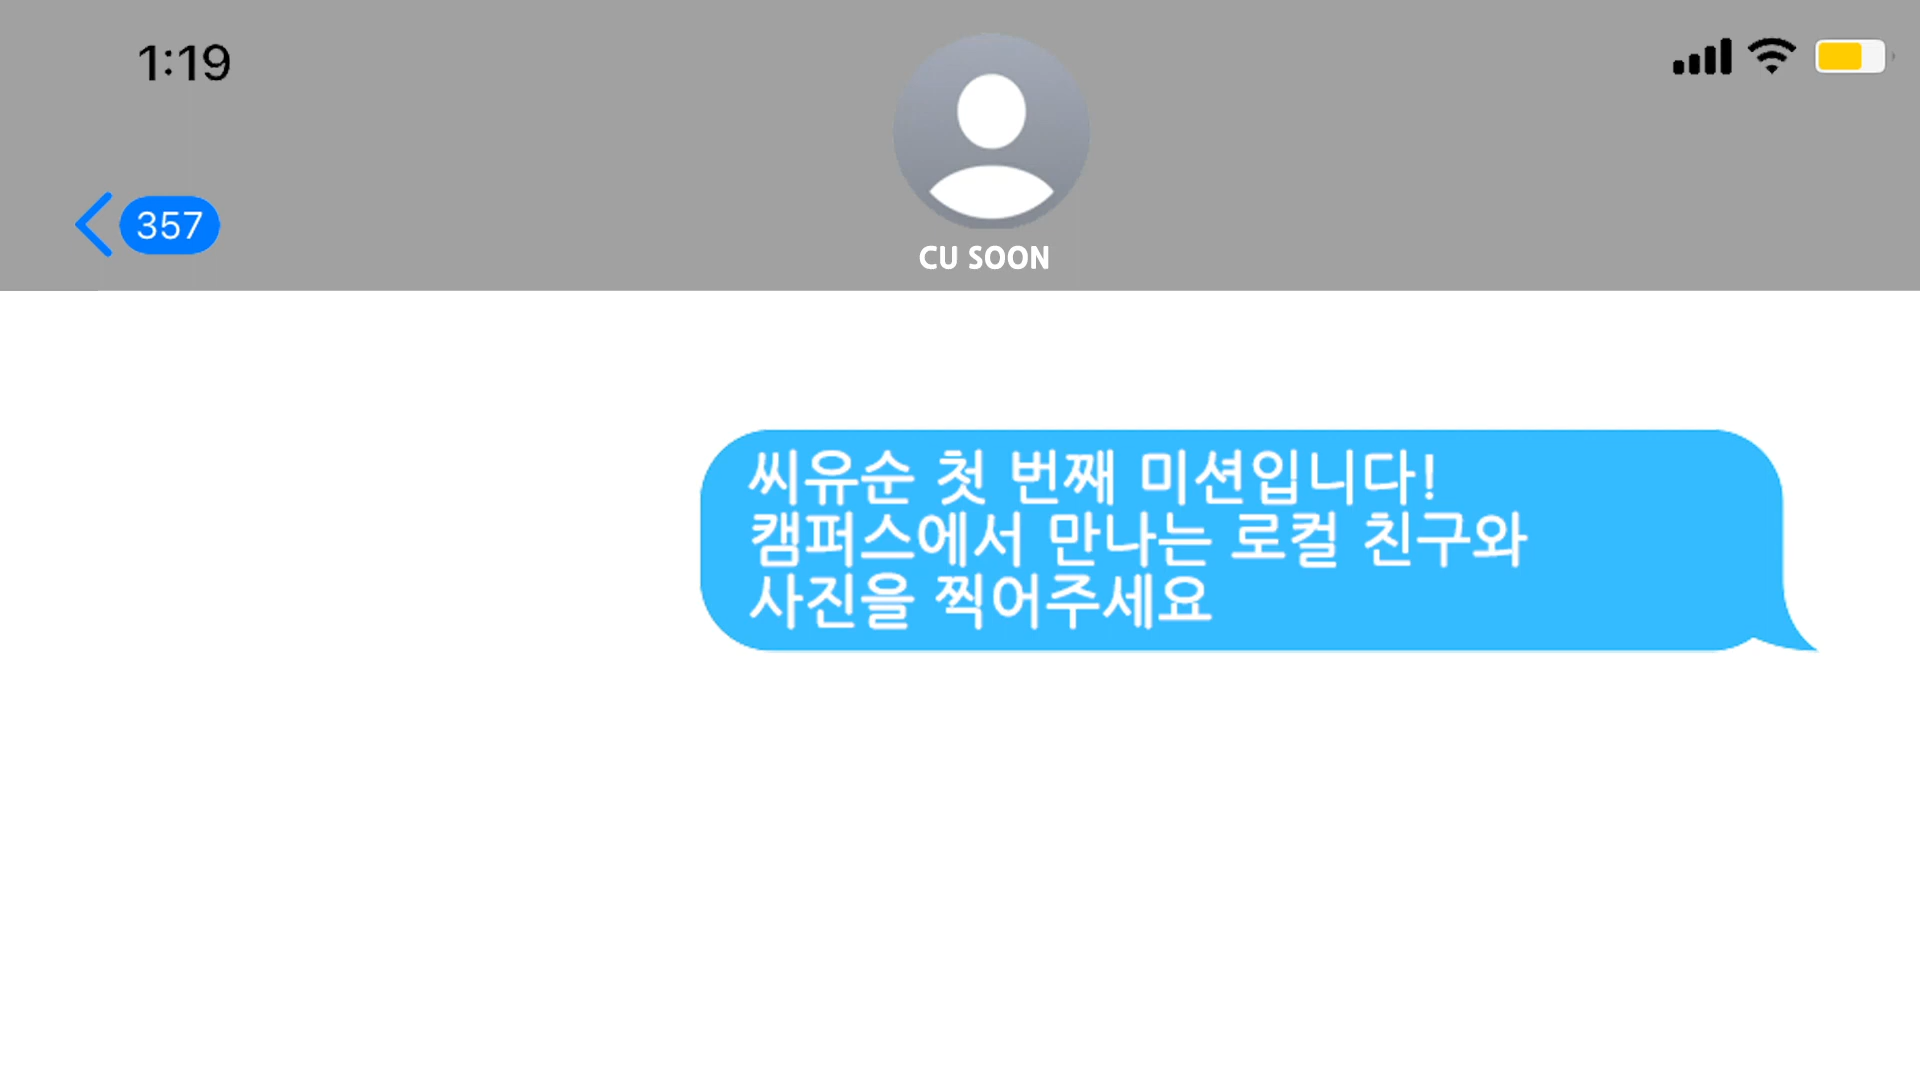 1:19
357
CU SOON
씨유순 첫 번째 미션입니다!
캠퍼스에서 만나는 로컬 친구와
사진을 찍어주세요